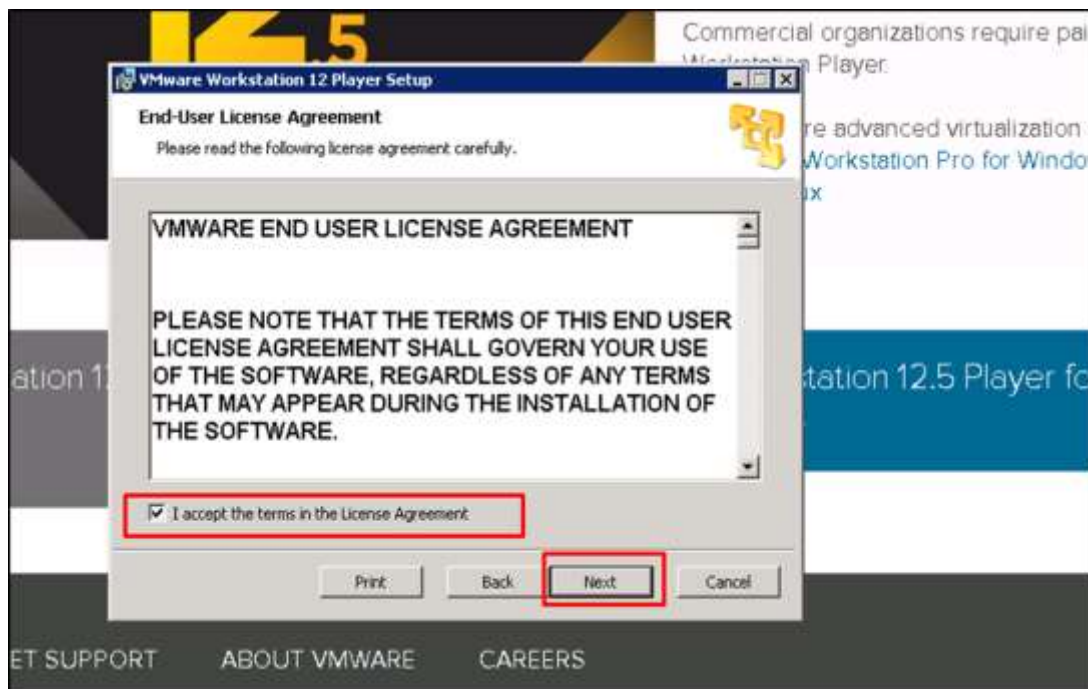 .5
Commercial organizations require pai
Player.
VMware Workstation 12 Player Setup
End-User License Agreement
Please read the following license agreement carefully.
re advanced virtualization
Workstation Pro for Windo
ux
VMWARE END USER LICENSE AGREEMENT
PLEASE NOTE THAT THE TERMS OF THIS END USER
LICENSE AGREEMENT SHALL GOVERN YOUR USE
OF THE SOFTWARE, REGARDLESS OF ANY TERMS
THAT MAY APPEAR DURING THE INSTALLATION OF
THE SOFTWARE.
ation 1
tation 12.5 Player fo
I accept the terms in the License Agreement
Print Back Next Cancel
ET SUPPORT ABOUT VMWARE CAREERS